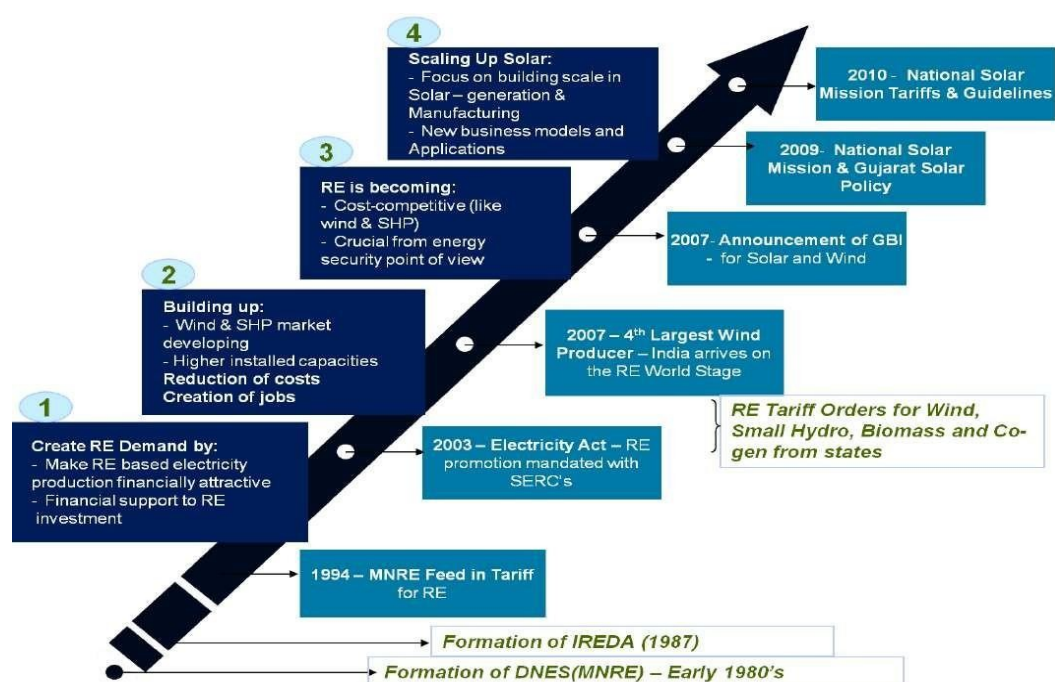 4
Scaling Up Solar:
- Focus on building scale in
Solar – generation &
Manufacturing
- New business models and
Applications
2010 - National Solar
Mission Tariffs & Guidelines
3
RE is becoming:
- Cost-competitive (like
wind & SHP)
- Crucial from energy
security point of view
2009- National Solar
Mission & Gujarat Solar
Policy
2007- Announcement of GBI
- for Solar and Wind
2
Building up:
- Wind & SHP market
developing
- Higher installed capacities
Reduction of costs
Creation of jobs
2007 – 4th Largest Wind
Producer – India arrives on
the RE World Stage
1
Create RE Demand by:
- Make RE based electricity
production financially attractive
- Financial support to RE
investment
RE Tariff Orders for Wind,
Small Hydro, Biomass and Co-
gen from states
2003 – Electricity Act – RE
promotion mandated with
SERC's
1994 – MNRE Feed in Tariff
for RE
Formation of IREDA (1987)
Formation of DNES(MNRE) – Early 1980's